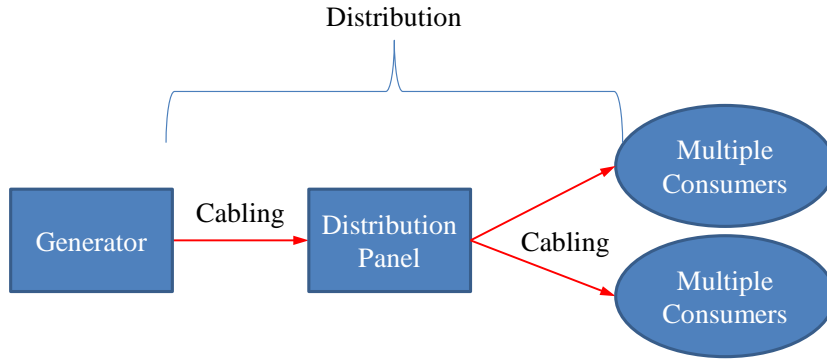 Distribution
Multiple
Consumers
Cabling
Generator
Distribution
Panel
Cabling
Multiple
Consumers